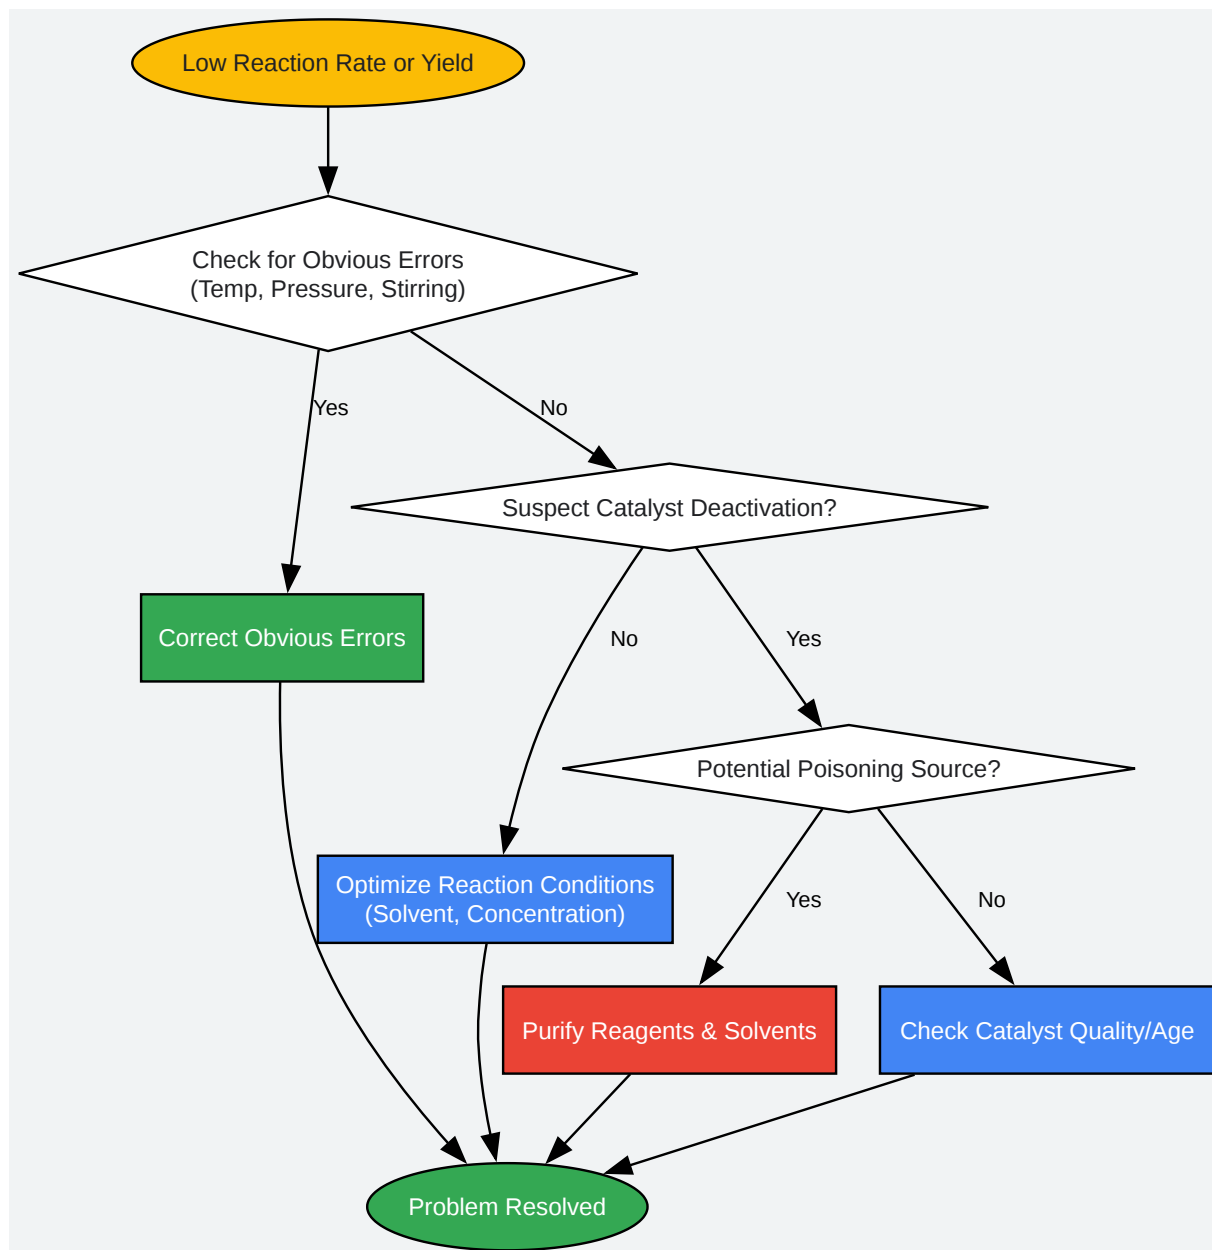 Low Reaction Rate or Yield
Check for Obvious Errors
(Temp, Pressure, Stirring)
Yes
No
Suspect Catalyst Deactivation?
Correct Obvious Errors
No
Yes
Potential Poisoning Source?
Optimize Reaction Conditions
(Solvent, Concentration)
Yes
No
Purify Reagents & Solvents
Check Catalyst Quality/Age
Problem Resolved